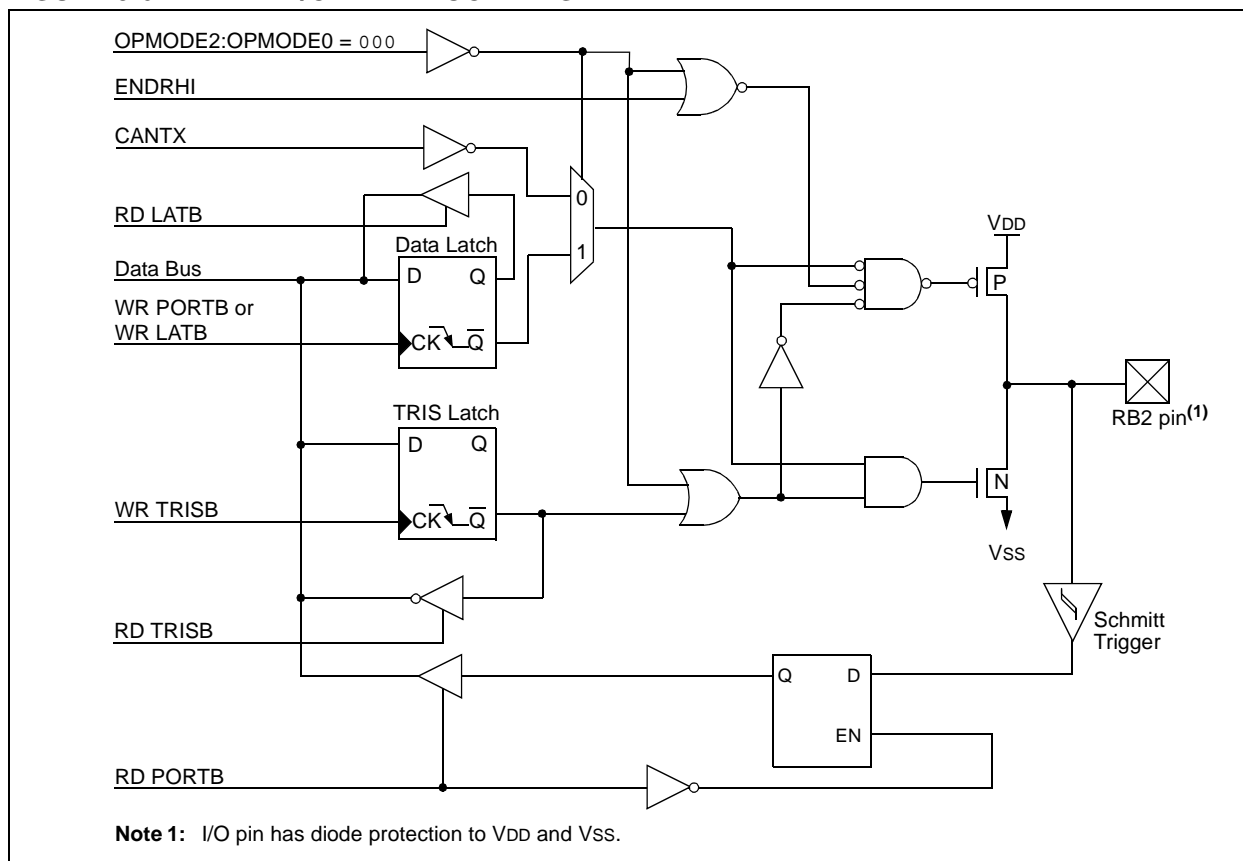 OPMODE2:OPMODE0 = 000
ENDRHI
CANTX
RD LATB
Data Bus
WR PORTB or
WR LATB
WR TRISB
RD TRISB
RD PORTB
0
1
Data Latch
D Q
CK Q
TRIS Latch
D Q
CK Q
VDD
P
N
VSS
RB2 pin(1)
Schmitt
Trigger
Q D
EN
Note 1: I/O pin has diode protection to VDD and VSS.